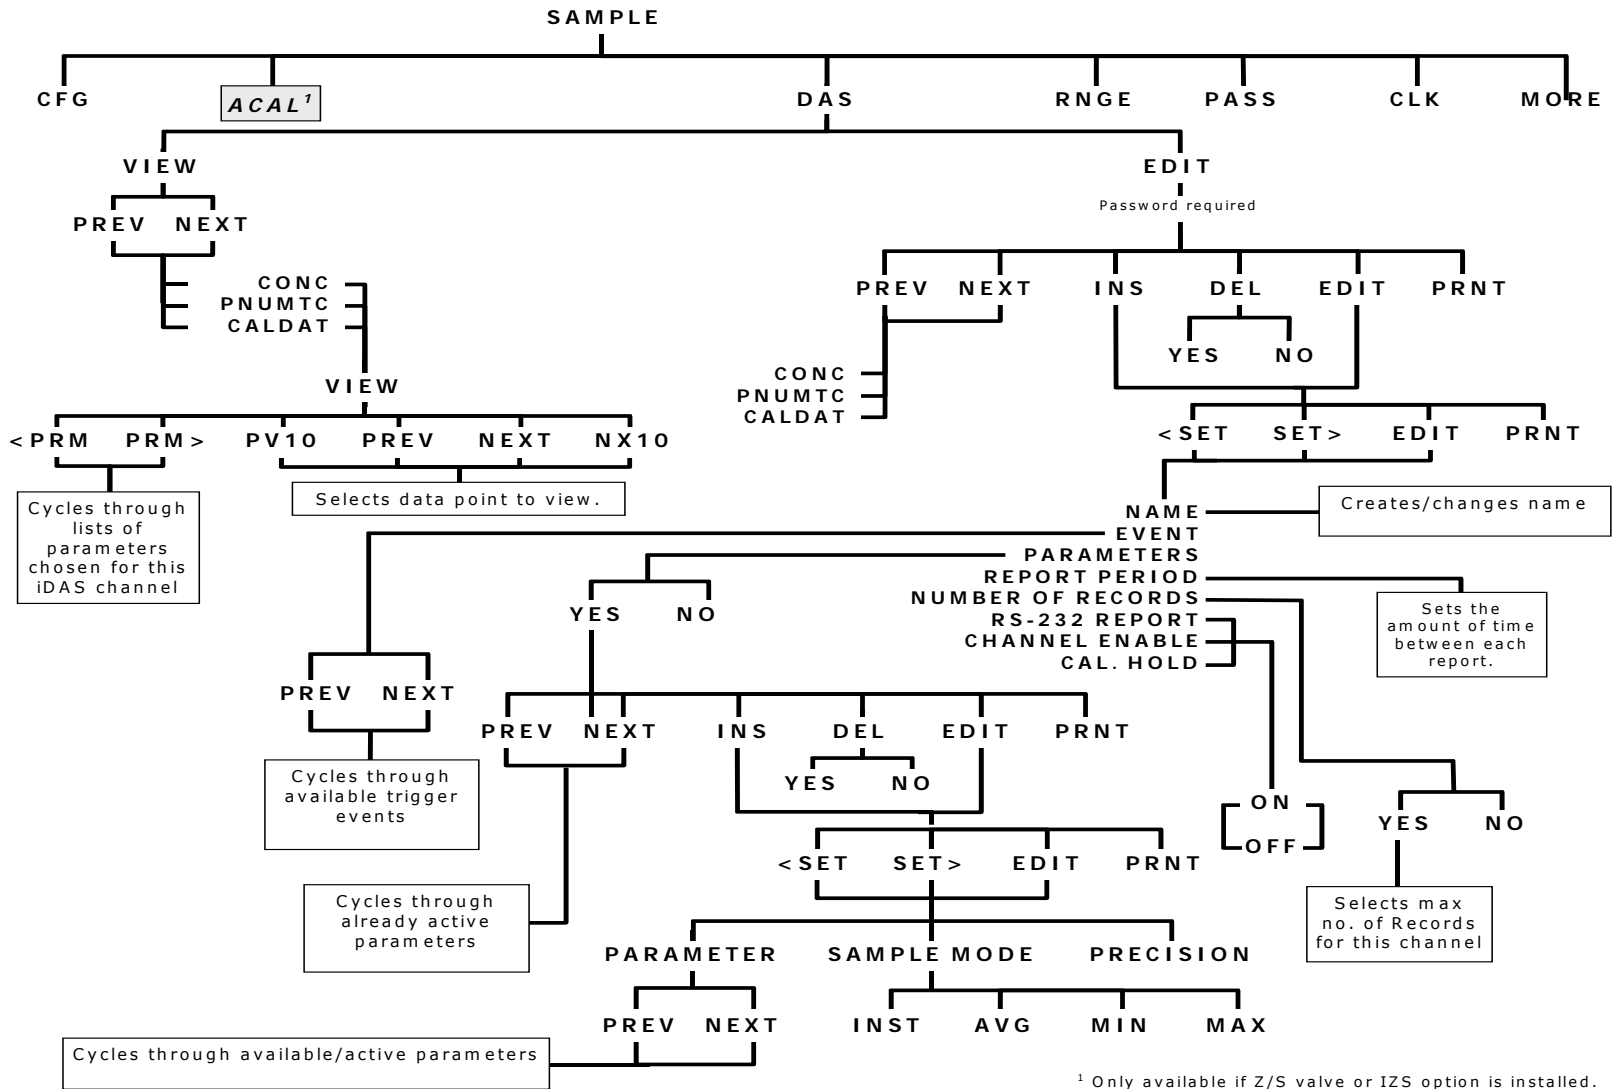 SAMPLE
CFG ACAL¹ DAS RNGE PASS CLK MORE
VIEW
PREV NEXT
CONC
PNUMTC
CALDAT
VIEW
<PRM PRM> PV10 PREV NEXT NX10
Cycles through
lists of
parameters
chosen for this
iDAS channel
Selects data point to view.
EDIT
Password required
PREV NEXT INS DEL EDIT PRNT
YES NO
CONC
PNUMTC
CALDAT
<SET SET> EDIT PRNT
NAME
Creates/changes name
EVENT
PARAMETERS
REPORT PERIOD
NUMBER OF RECORDS
RS-232 REPORT
CHANNEL ENABLE
CAL. HOLD
Sets the
amount of time
between each
report.
YES NO
PREV NEXT
Cycles through
available trigger
events
PREV NEXT INS DEL EDIT PRNT
YES NO
Cycles through
already active
parameters
ON
OFF
YES NO
Selects max
no. of Records
for this channel
<SET SET> EDIT PRNT
PARAMETER SAMPLE MODE PRECISION
PREV NEXT INST AVG MIN MAX
Cycles through available/active parameters
¹ Only available if Z/S valve or IZS option is installed.